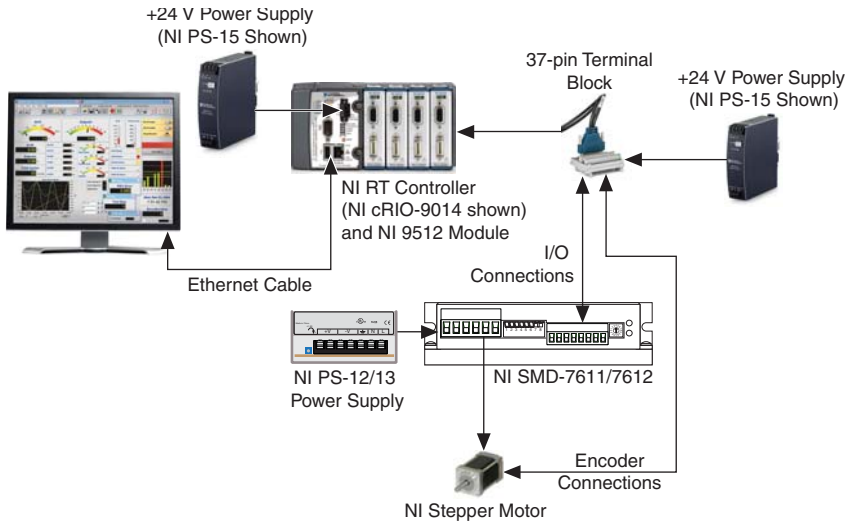 +24 V Power Supply
(NI PS-15 Shown)
37-pin Terminal
Block
+24 V Power Supply
(NI PS-15 Shown)
NI RT Controller
(NI cRIO-9014 shown)
and NI 9512 Module
I/O
Connections
Ethernet Cable
NI PS-12/13
Power Supply
NI SMD-7611/7612
Encoder
Connections
NI Stepper Motor